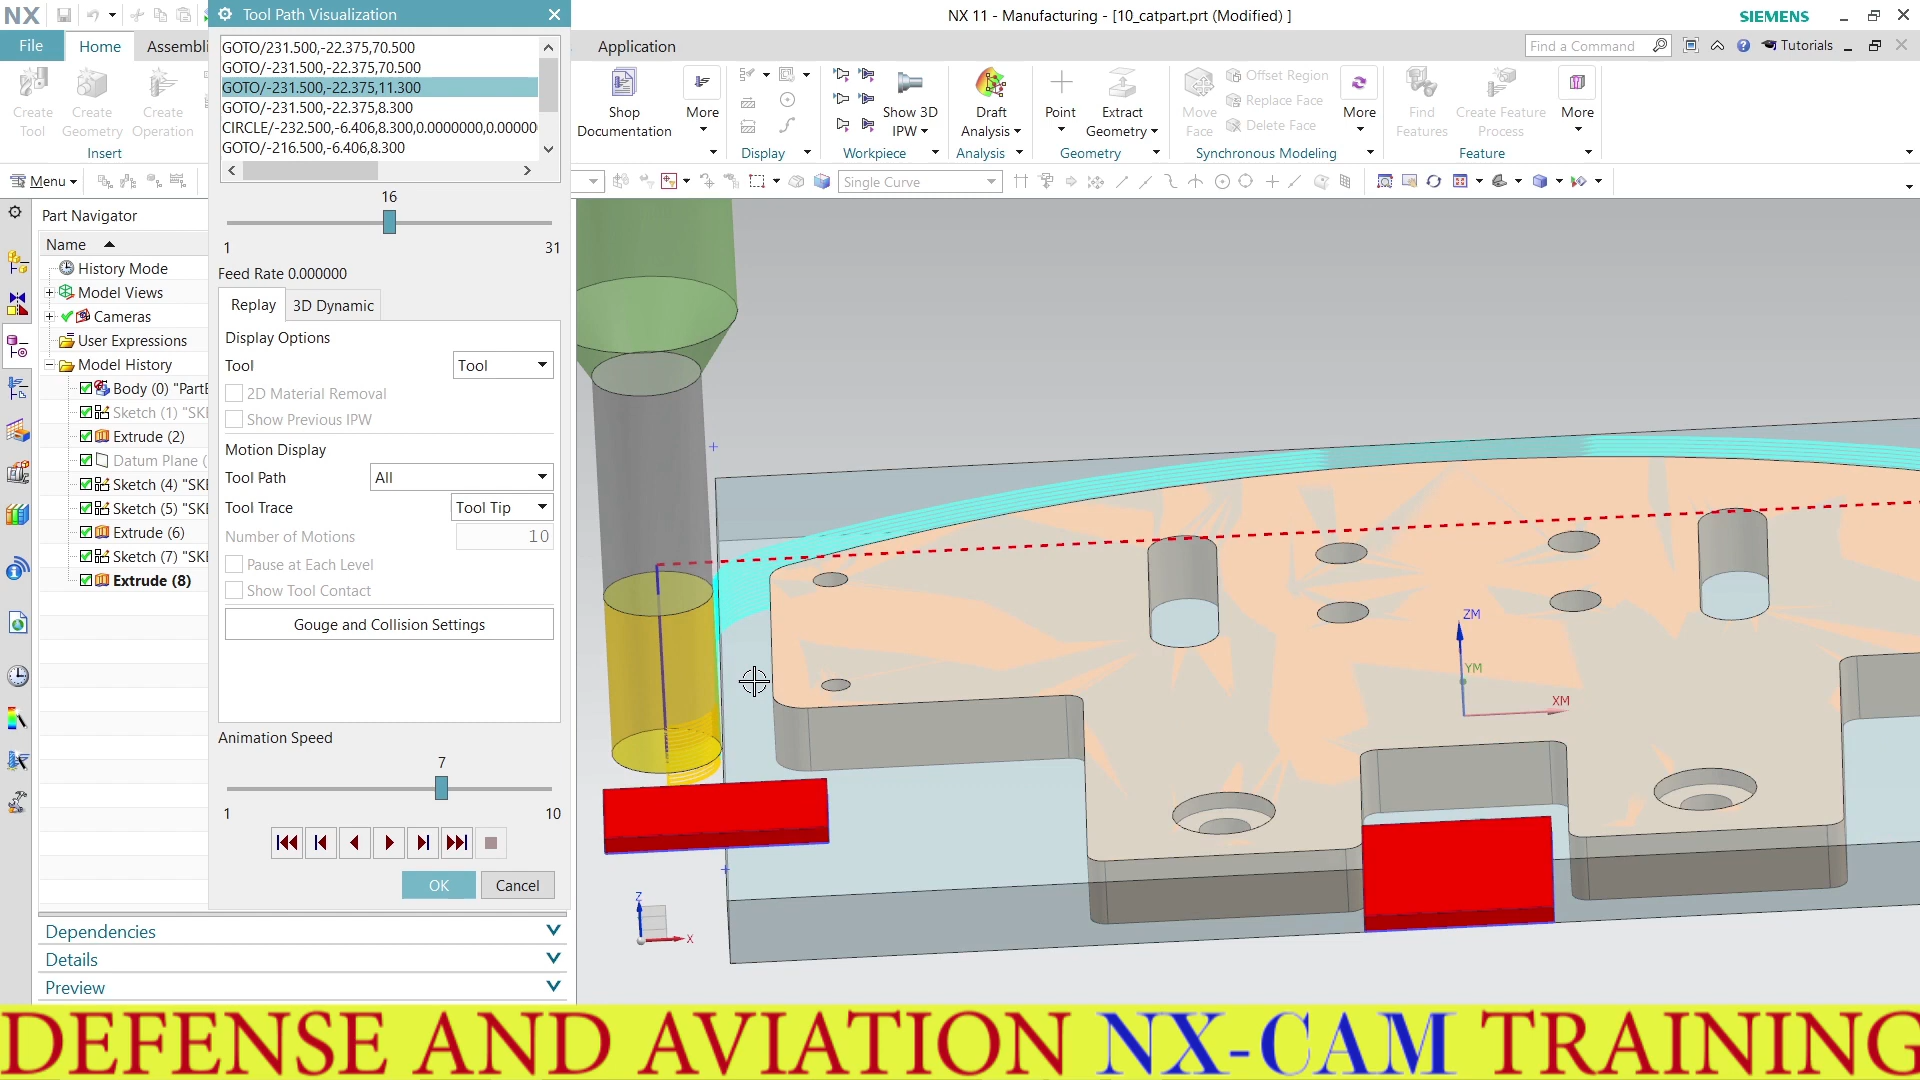 NX
Tool Path Visualization
NX 11 - Manufacturing - [10_catpart.prt (Modified) ]
SIEMENS
File
Home
Assembli
Application
Find a Command
Tutorials
GOTO/231.500,-22.375,70.500
GOTO/-231.500,-22.375,70.500
GOTO/-231.500,-22.375,11.300
GOTO/-231.500,-22.375,8.300
CIRCLE/-232.500,-6.406,8.300,0.0000000,0.00000
GOTO/-216.500,-6.406,8.300
Create Tool
Create Geometry
Create Operation
Insert
Shop Documentation
More
Display
Show 3D IPW
Workpiece
Draft Analysis
Analysis
Point
Extract Geometry
Geometry
Move Face
Offset Region
Replace Face
Delete Face
More
Synchronous Modeling
Find Features
Create Feature Process
More
Feature
Menu
Single Curve
16
1
31
Feed Rate 0.000000
Replay
3D Dynamic
Display Options
Tool
Tool
2D Material Removal
Show Previous IPW
Motion Display
Tool Path
All
Tool Trace
Tool Tip
Number of Motions
10
Pause at Each Level
Show Tool Contact
Gouge and Collision Settings
Animation Speed
7
1
10
OK
Cancel
Part Navigator
Name
History Mode
Model Views
Cameras
User Expressions
Model History
Body (0) "PartB
Sketch (1) "SKE
Extrude (2)
Datum Plane (
Sketch (4) "SKE
Sketch (5) "SKE
Extrude (6)
Sketch (7) "SKE
Extrude (8)
Dependencies
Details
Preview
ZM
YM
XM
Z
X
DEFENSE AND AVIATION NX-CAM TRAINING